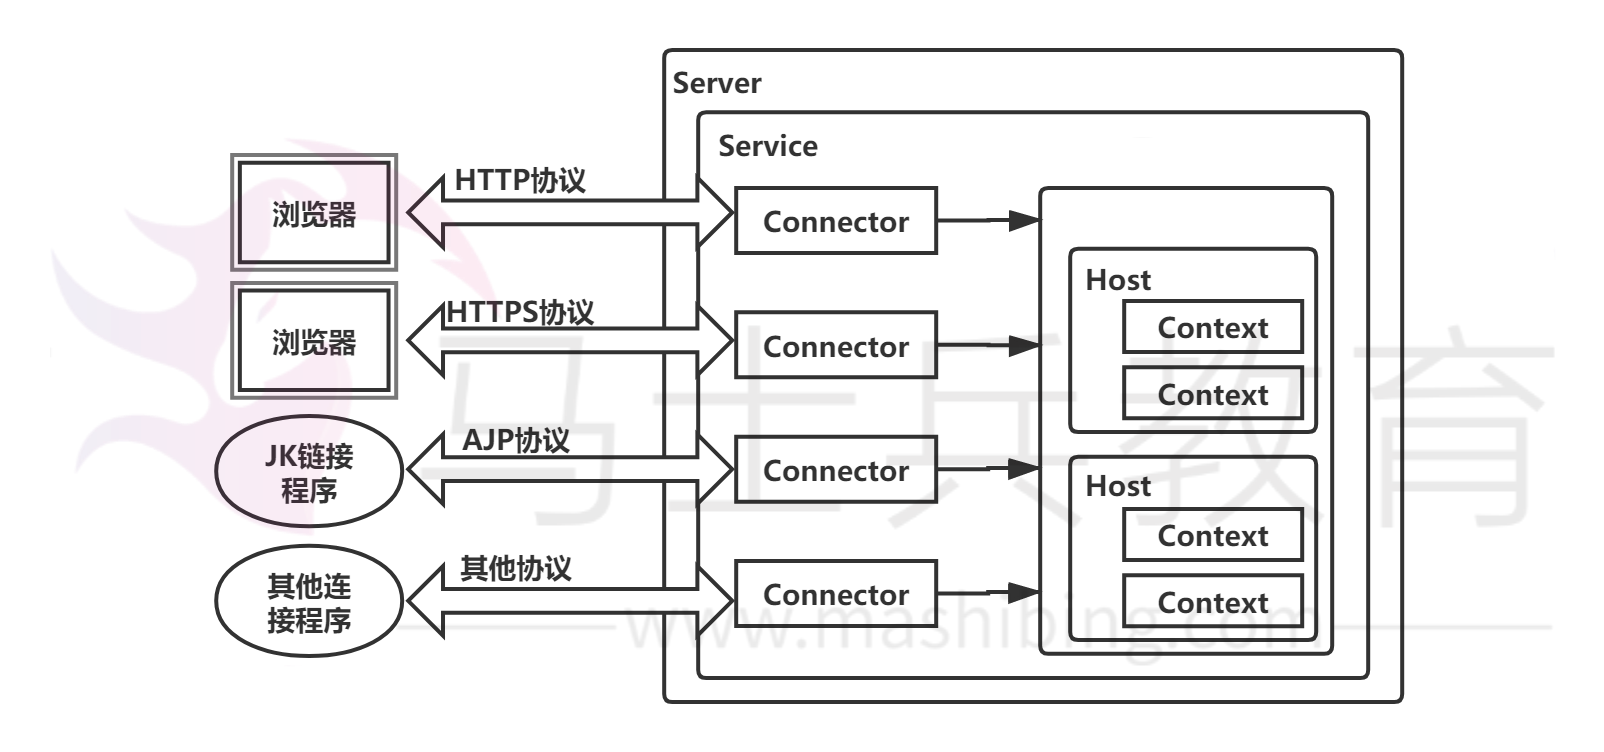 Server
Service
浏览器
HTTP协议
Connector
Host
Context
Context
浏览器
HTTPS协议
Connector
JK链接
程序
AJP协议
Connector
Host
Context
Context
其他连
接程序
其他协议
Connector
马士兵教育
www.mashibing.com